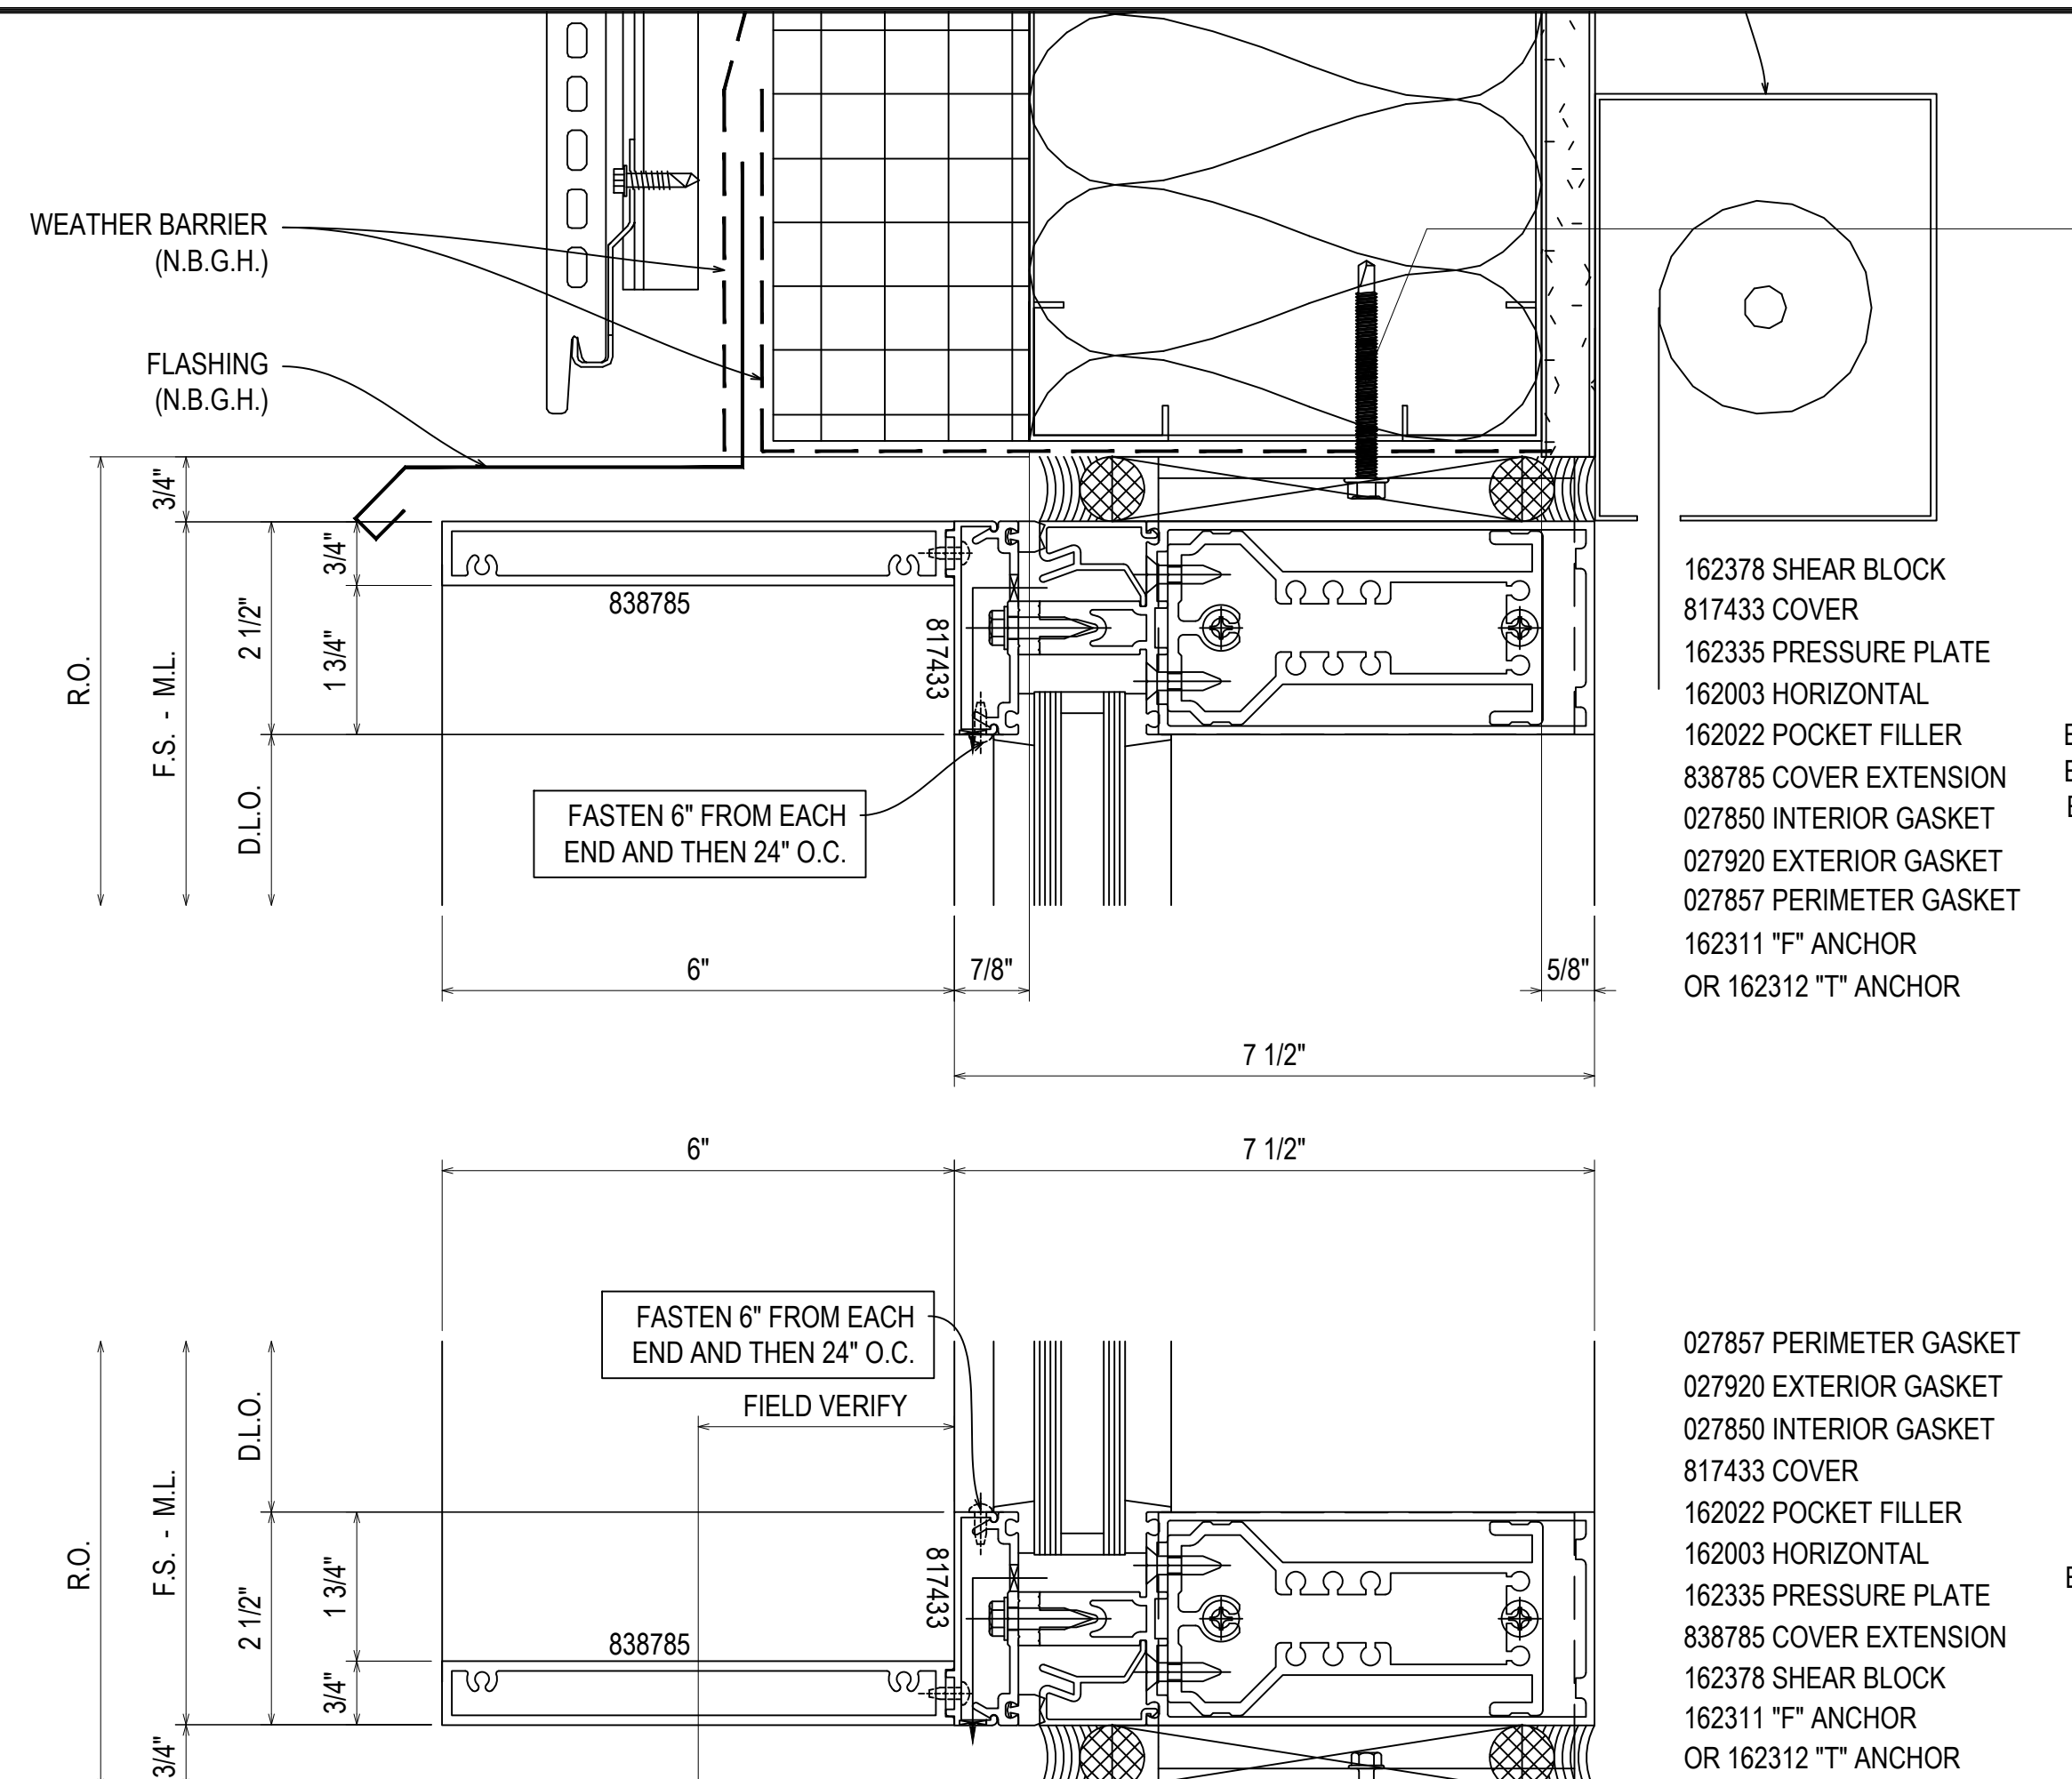 WEATHER BARRIER
(N.B.G.H.)
FLASHING
(N.B.G.H.)
3/4"
R.O.
F.S. - M.L.
2 1/2"
3/4"
1 3/4"
D.L.O.
838785
817433
FASTEN 6" FROM EACH
END AND THEN 24" O.C.
6"
7/8"
5/8"
7 1/2"
162378 SHEAR BLOCK
817433 COVER
162335 PRESSURE PLATE
162003 HORIZONTAL
162022 POCKET FILLER
838785 COVER EXTENSION
027850 INTERIOR GASKET
027920 EXTERIOR GASKET
027857 PERIMETER GASKET
162311 "F" ANCHOR
OR 162312 "T" ANCHOR
6"
7 1/2"
FASTEN 6" FROM EACH
END AND THEN 24" O.C.
FIELD VERIFY
D.L.O.
R.O.
F.S. - M.L.
2 1/2"
1 3/4"
3/4"
3/4"
838785
817433
027857 PERIMETER GASKET
027920 EXTERIOR GASKET
027850 INTERIOR GASKET
817433 COVER
162022 POCKET FILLER
162003 HORIZONTAL
162335 PRESSURE PLATE
838785 COVER EXTENSION
162378 SHEAR BLOCK
162311 "F" ANCHOR
OR 162312 "T" ANCHOR